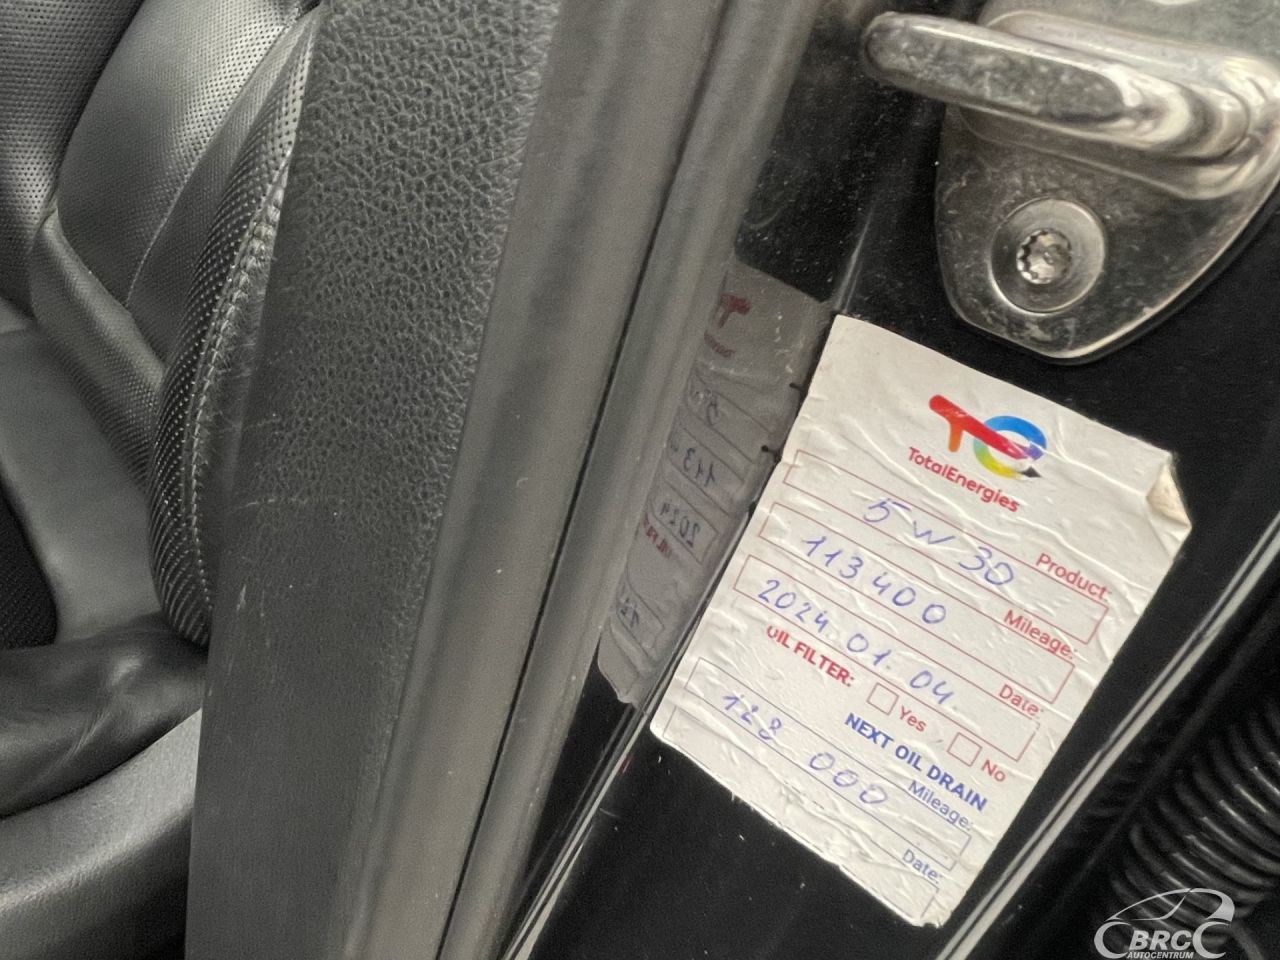 TotalEnergies
5W30 Product:
113400 Mileage:
2024.01.04. Date:
OIL FILTER: Yes No
NEXT OIL DRAIN
128 000 Mileage:
Date:
BRC
AUTOCENTRUM